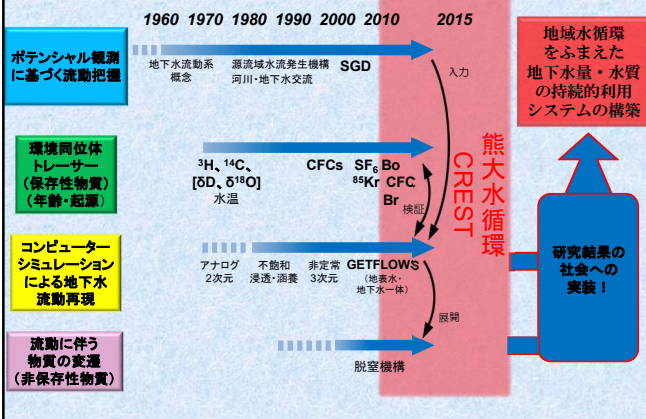 1960 1970 1980 1990 2000 2010 2015
ポテンシャル観測
に基づく流動把握
地下水流動系
概念
源流域水流発生機構
河川・地下水交流
SGD
入力
環境同位体
トレーサー
（保存性物質）
（年齢・起源）
³H、¹⁴C、
[δD、δ¹⁸O]
水温
CFCs
SF₆ Bo
⁸⁵Kr CFC
Br
検証
コンピューター
シミュレーション
による地下水
流動再現
アナログ
2次元
不飽和
浸透・涵養
非定常
3次元
GETFLOWS
（地表水・
地下水一体）
展開
流動に伴う
物質の変遷
（非保存性物質）
脱窒機構
熊大水循環
CREST
地域水循環
をふまえた
地下水量・水質
の持続的利用
システムの構築
研究結果の
社会への
実装！